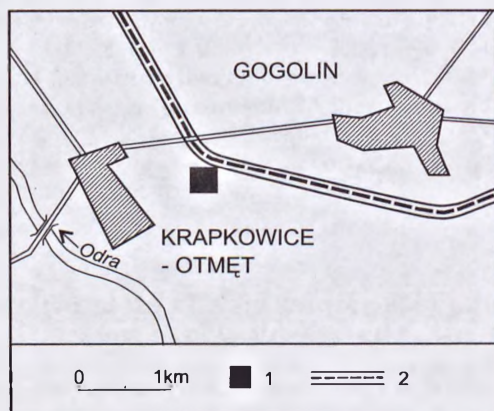 GOGOLIN
KRAPKOWICE
- OTMĘT
Odra
0 1km 1 2